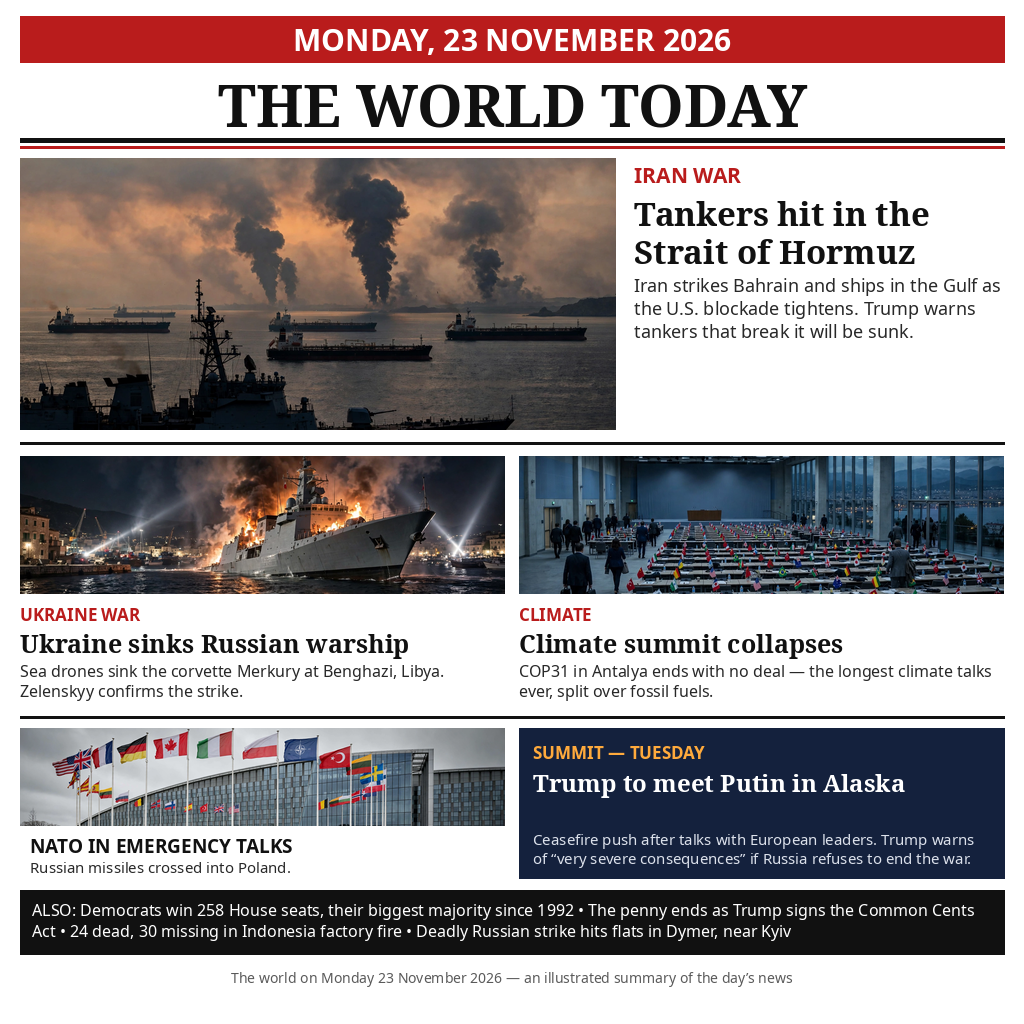 MONDAY, 23 NOVEMBER 2026
THE WORLD TODAY
IRAN WAR
Tankers hit in the
Strait of Hormuz
Iran strikes Bahrain and ships in the Gulf as
the U.S. blockade tightens. Trump warns
tankers that break it will be sunk.
UKRAINE WAR
Ukraine sinks Russian warship
Sea drones sink the corvette Merkury at Benghazi, Libya.
Zelenskyy confirms the strike.
CLIMATE
Climate summit collapses
COP31 in Antalya ends with no deal — the longest climate talks
ever, split over fossil fuels.
NATO IN EMERGENCY TALKS
Russian missiles crossed into Poland.
SUMMIT — TUESDAY
Trump to meet Putin in Alaska
Ceasefire push after talks with European leaders. Trump warns
of “very severe consequences” if Russia refuses to end the war.
ALSO: Democrats win 258 House seats, their biggest majority since 1992 • The penny ends as Trump signs the Common Cents
Act • 24 dead, 30 missing in Indonesia factory fire • Deadly Russian strike hits flats in Dymer, near Kyiv
The world on Monday 23 November 2026 — an illustrated summary of the day’s news